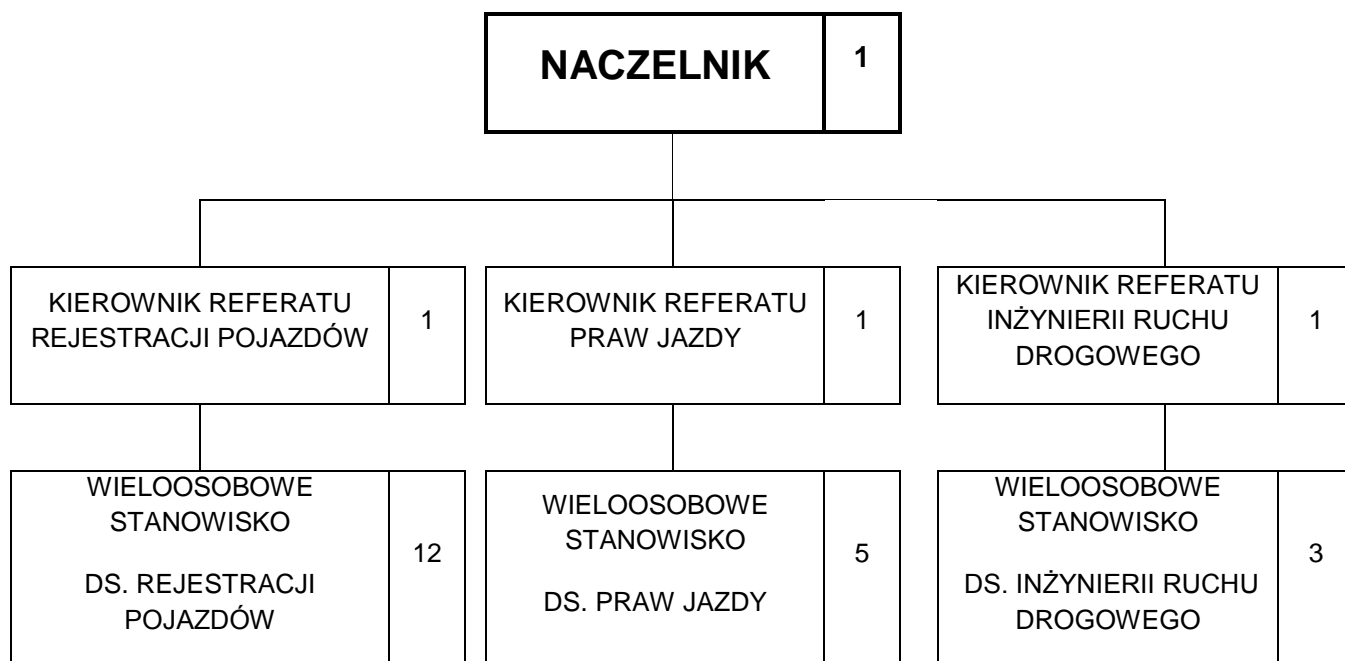 NACZELNIK
1
KIEROWNIK REFERATU
REJESTRACJI POJAZDÓW
1
KIEROWNIK REFERATU
PRAW JAZDY
1
KIEROWNIK REFERATU
INŻYNIERII RUCHU
DROGOWEGO
1
WIELOOSOBOWE
STANOWISKO
DS. REJESTRACJI
POJAZDÓW
12
WIELOOSOBOWE
STANOWISKO
DS. PRAW JAZDY
5
WIELOOSOBOWE
STANOWISKO
DS. INŻYNIERII RUCHU
DROGOWEGO
3